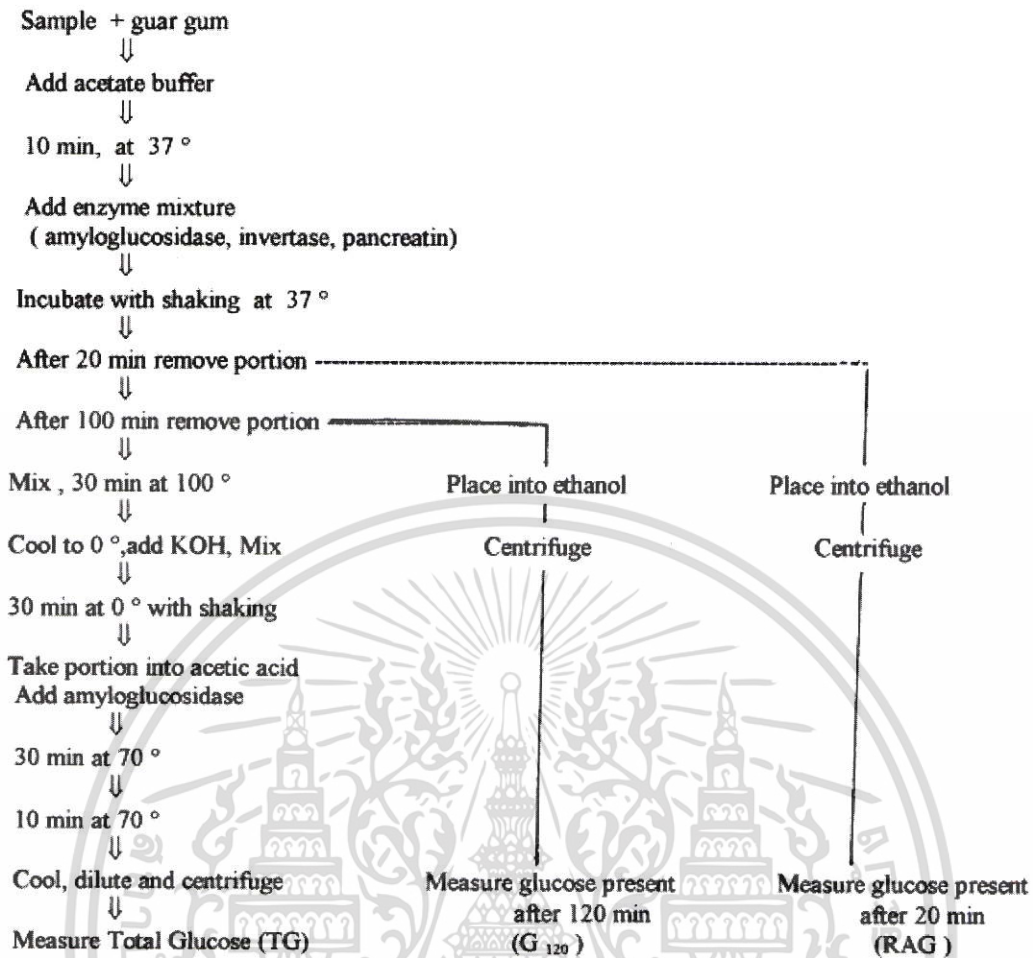 Sample + guar gum
⇓
Add acetate buffer
⇓
10 min, at 37 °
⇓
Add enzyme mixture
( amyloglucosidase, invertase, pancreatin)
⇓
Incubate with shaking at 37 °
⇓
After 20 min remove portion
⇓
After 100 min remove portion
⇓
Mix , 30 min at 100 °
⇓
Cool to 0 °,add KOH, Mix
⇓
30 min at 0 ° with shaking
⇓
Take portion into acetic acid
Add amyloglucosidase
⇓
30 min at 70 °
⇓
10 min at 70 °
⇓
Cool, dilute and centrifuge
⇓
Measure Total Glucose (TG)
Place into ethanol
Centrifuge
Measure glucose present
after 120 min
(G 120 )
Place into ethanol
Centrifuge
Measure glucose present
after 20 min
(RAG )